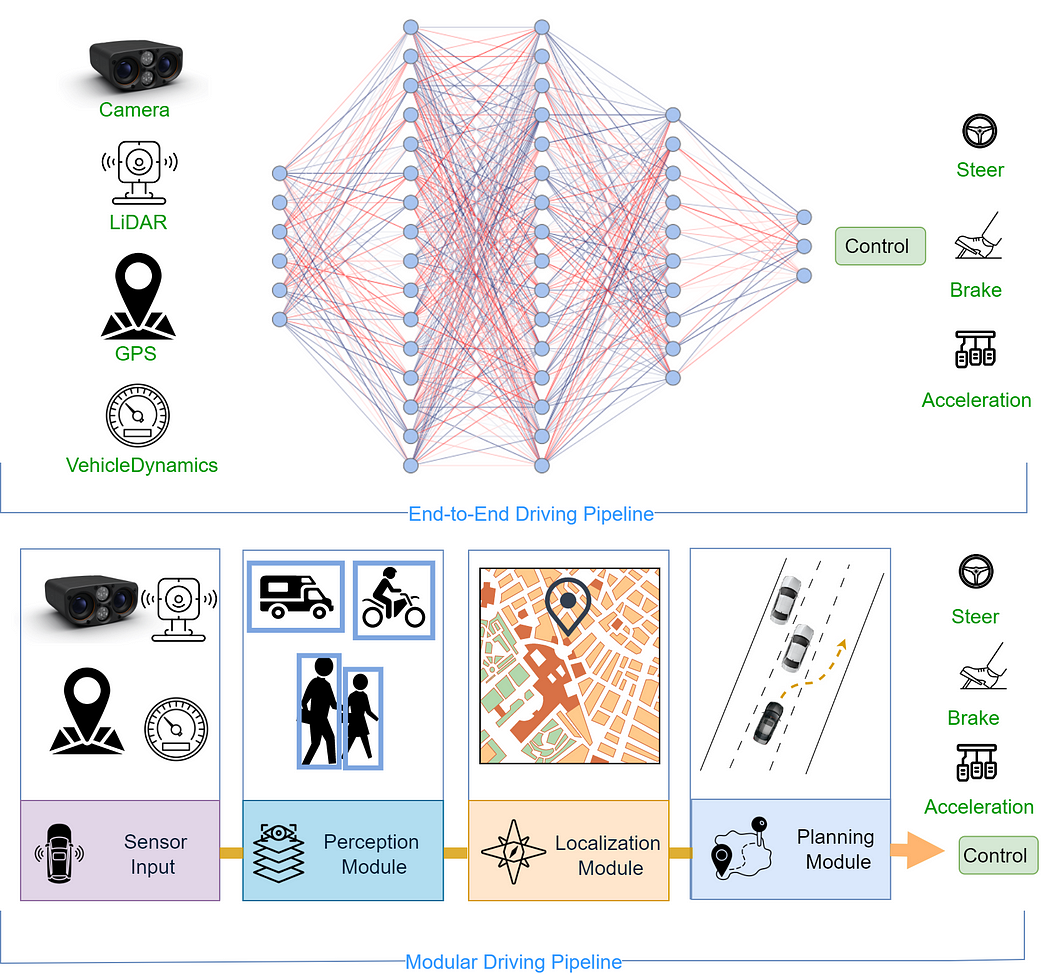 Camera
LiDAR
GPS
VehicleDynamics
Control
Steer
Brake
Acceleration
End-to-End Driving Pipeline
Sensor
Input
Perception
Module
Localization
Module
Planning
Module
Steer
Brake
Acceleration
Control
Modular Driving Pipeline